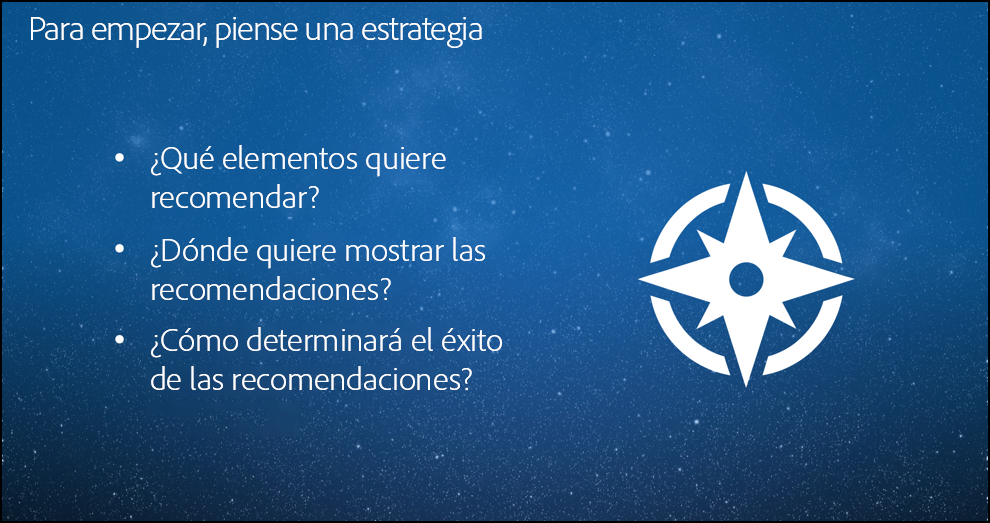 Para empezar, piense una estrategia
• ¿Qué elementos quiere
recomendar?
• ¿Dónde quiere mostrar las
recomendaciones?
• ¿Cómo determinará el éxito
de las recomendaciones?